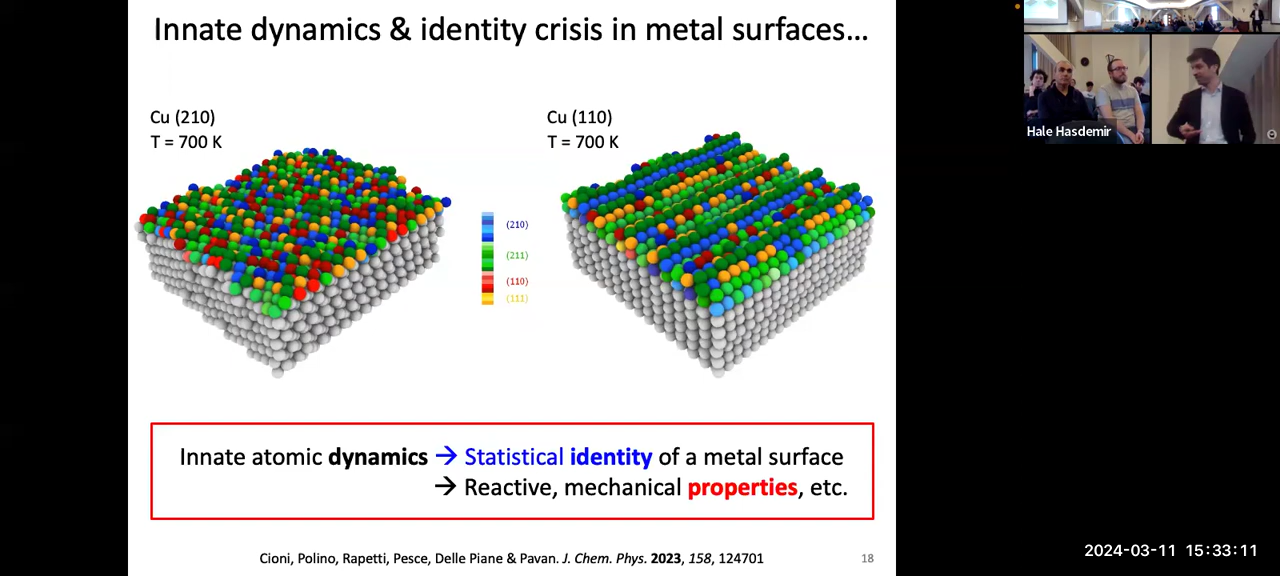 Innate dynamics & identity crisis in metal surfaces…
Cu (210)
T = 700 K
Cu (110)
T = 700 K
(210)
(211)
(110)
(111)
Innate atomic dynamics → Statistical identity of a metal surface
→ Reactive, mechanical properties, etc.
Cioni, Polino, Rapetti, Pesce, Delle Piane & Pavan. J. Chem. Phys. 2023, 158, 124701
18
Hale Hasdemir
2024-03-11 15:33:11